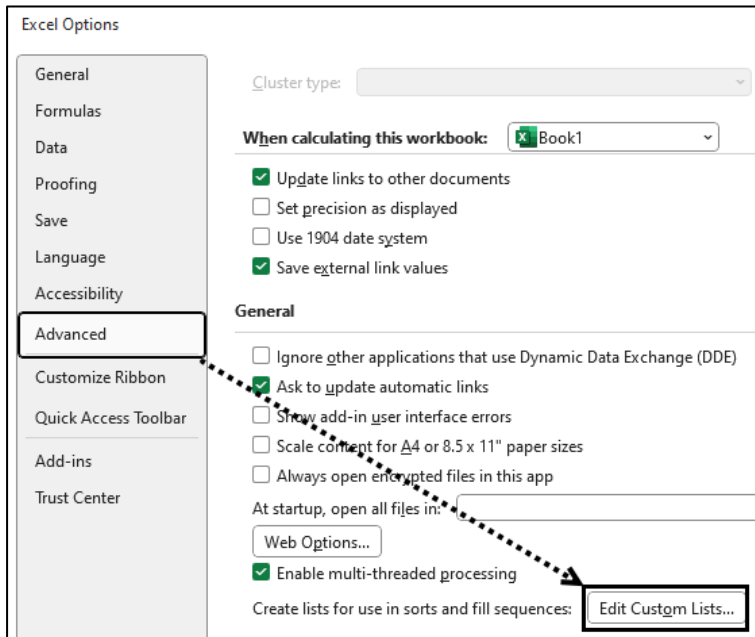 Excel Options
General
Formulas
Data
Proofing
Save
Language
Accessibility
Advanced
Customize Ribbon
Quick Access Toolbar
Add-ins
Trust Center
Cluster type:
When calculating this workbook: Book1
Update links to other documents
Set precision as displayed
Use 1904 date system
Save external link values
General
Ignore other applications that use Dynamic Data Exchange (DDE)
Ask to update automatic links
Show add-in user interface errors
Scale content for A4 or 8.5 x 11" paper sizes
Always open encrypted files in this app
At startup, open all files in:
Web Options...
Enable multi-threaded processing
Create lists for use in sorts and fill sequences: Edit Custom Lists...